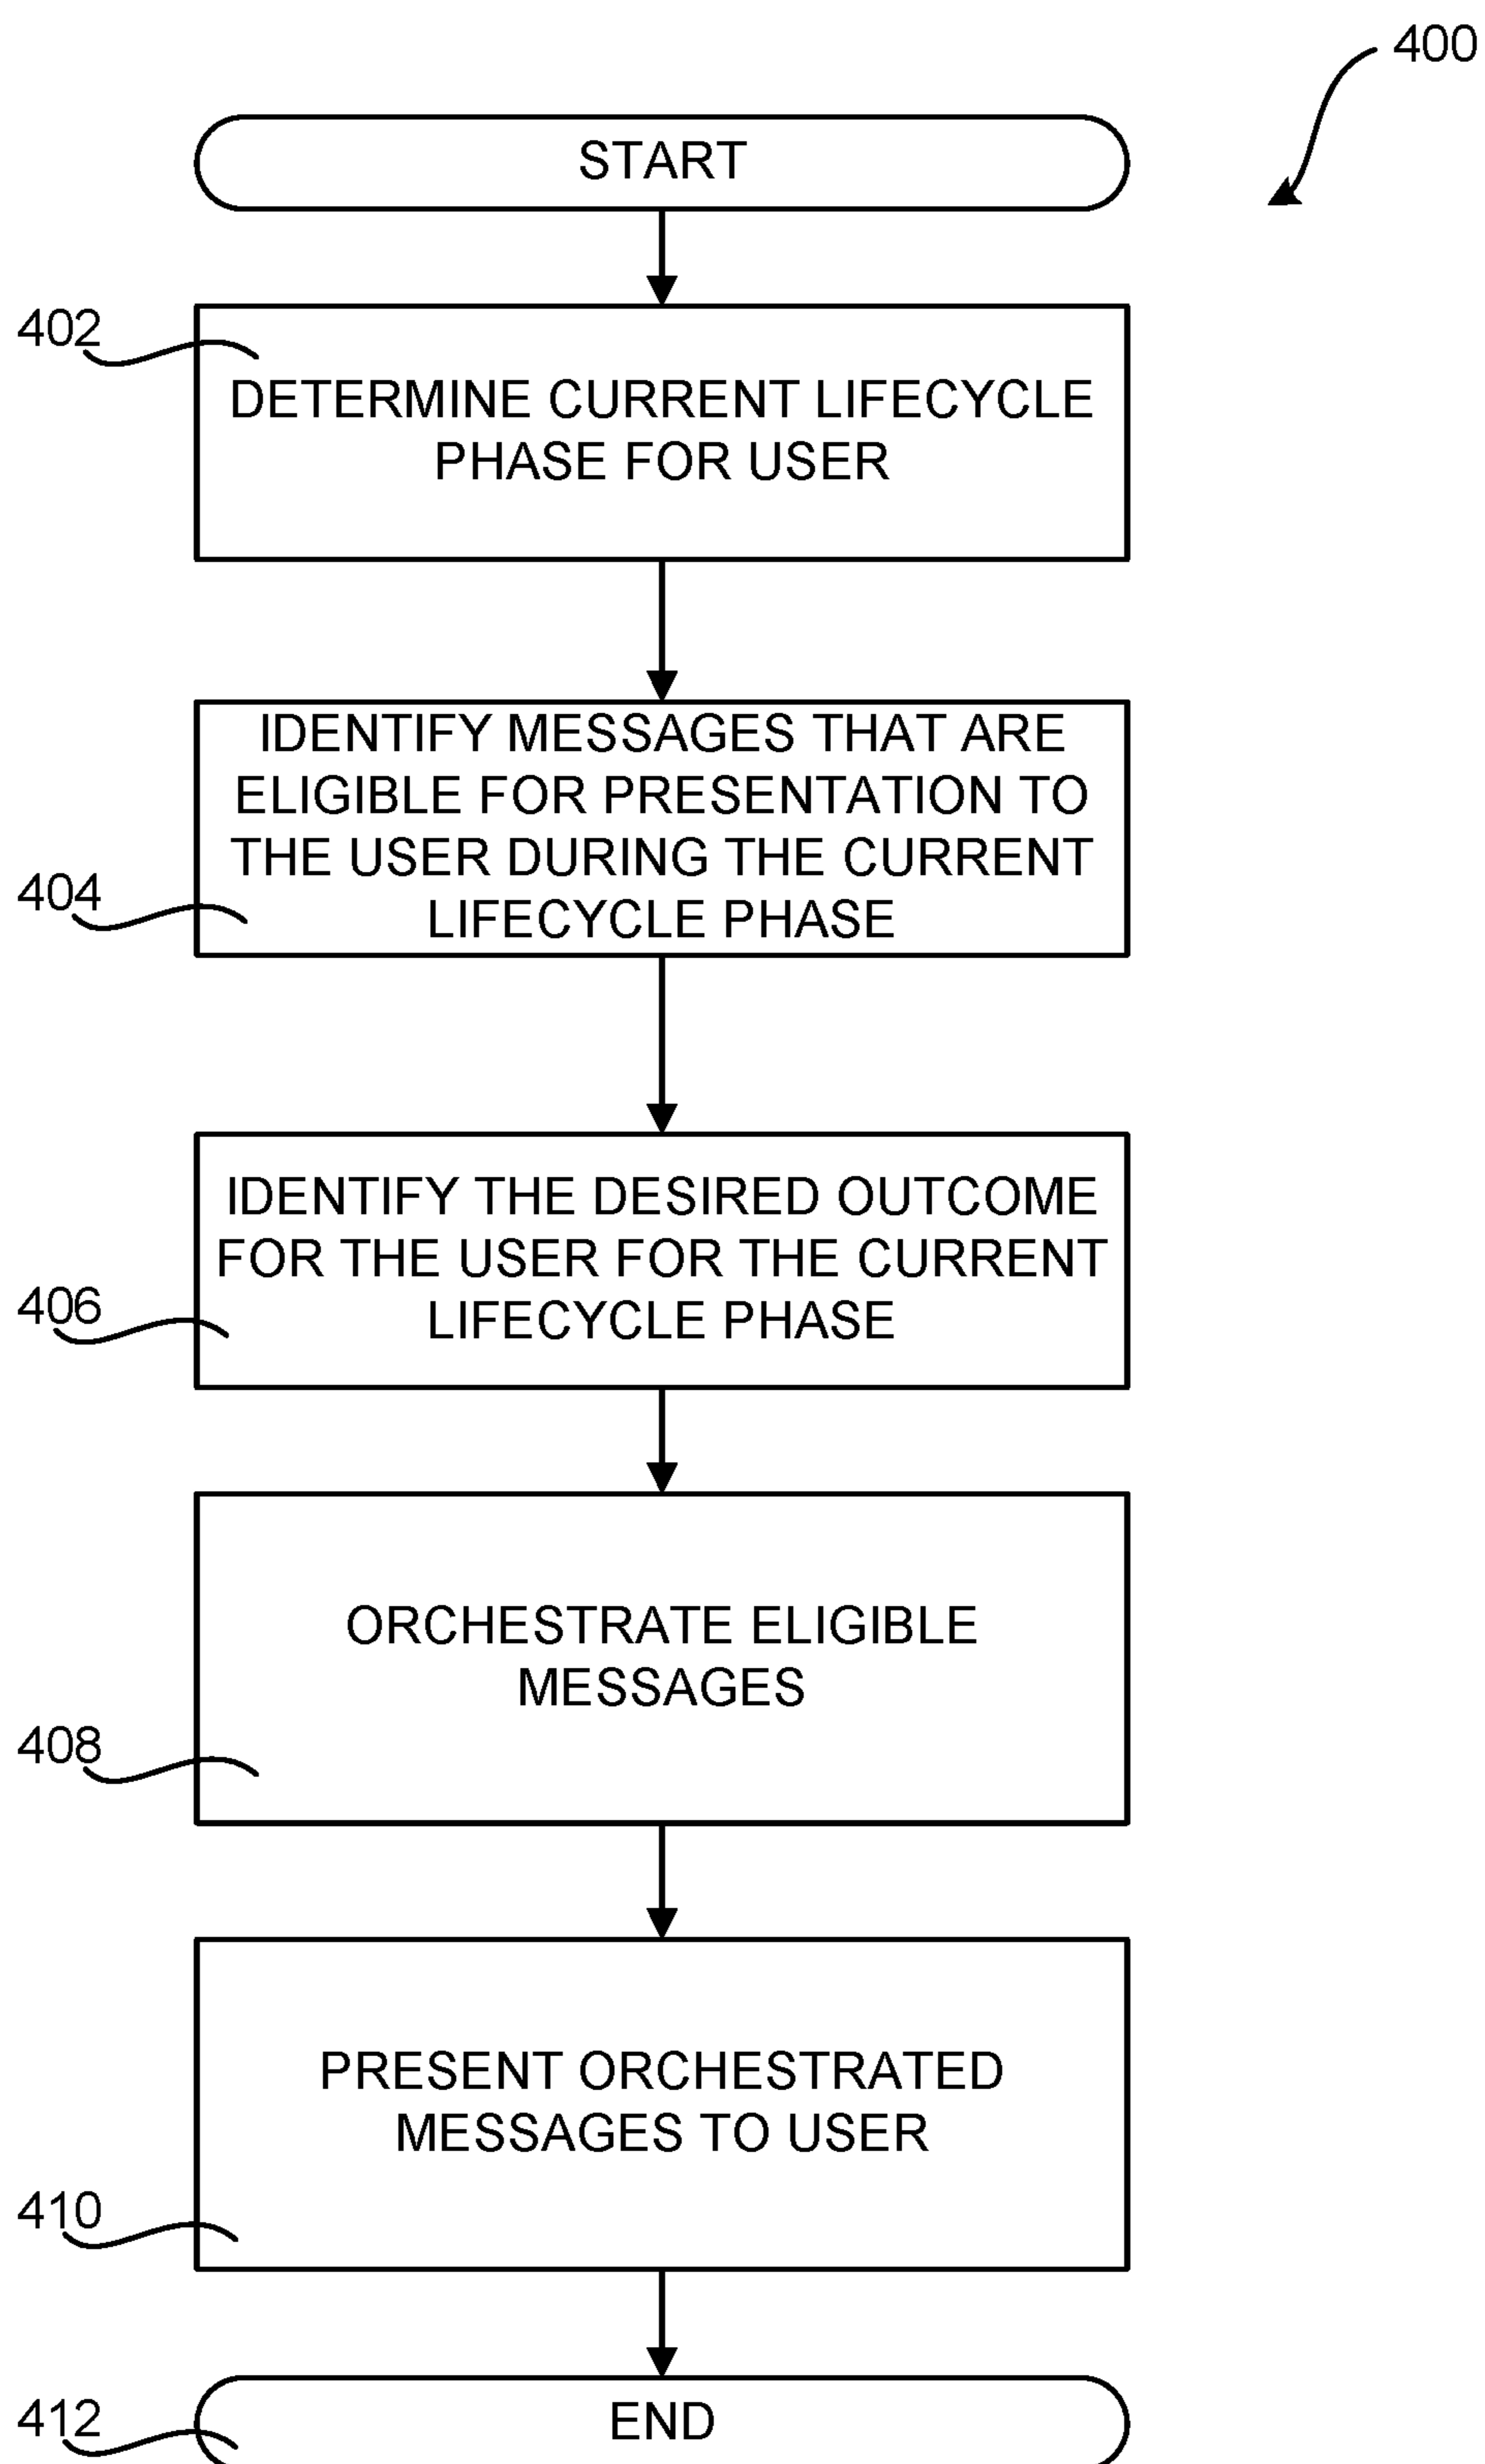 400
START
402
DETERMINE CURRENT LIFECYCLE
PHASE FOR USER
IDENTIFY MESSAGES THAT ARE
ELIGIBLE FOR PRESENTATION TO
THE USER DURING THE CURRENT
404
LIFECYCLE PHASE
IDENTIFY THE DESIRED OUTCOME
FOR THE USER FOR THE CURRENT
406
LIFECYCLE PHASE
ORCHESTRATE ELIGIBLE
MESSAGES
408
PRESENT ORCHESTRATED
MESSAGES TO USER
410
412
END